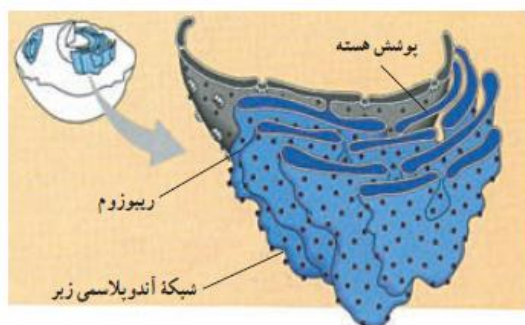 پوشش هسته
ریبوزوم
شبکهٔ آندوپلاسمی زبر